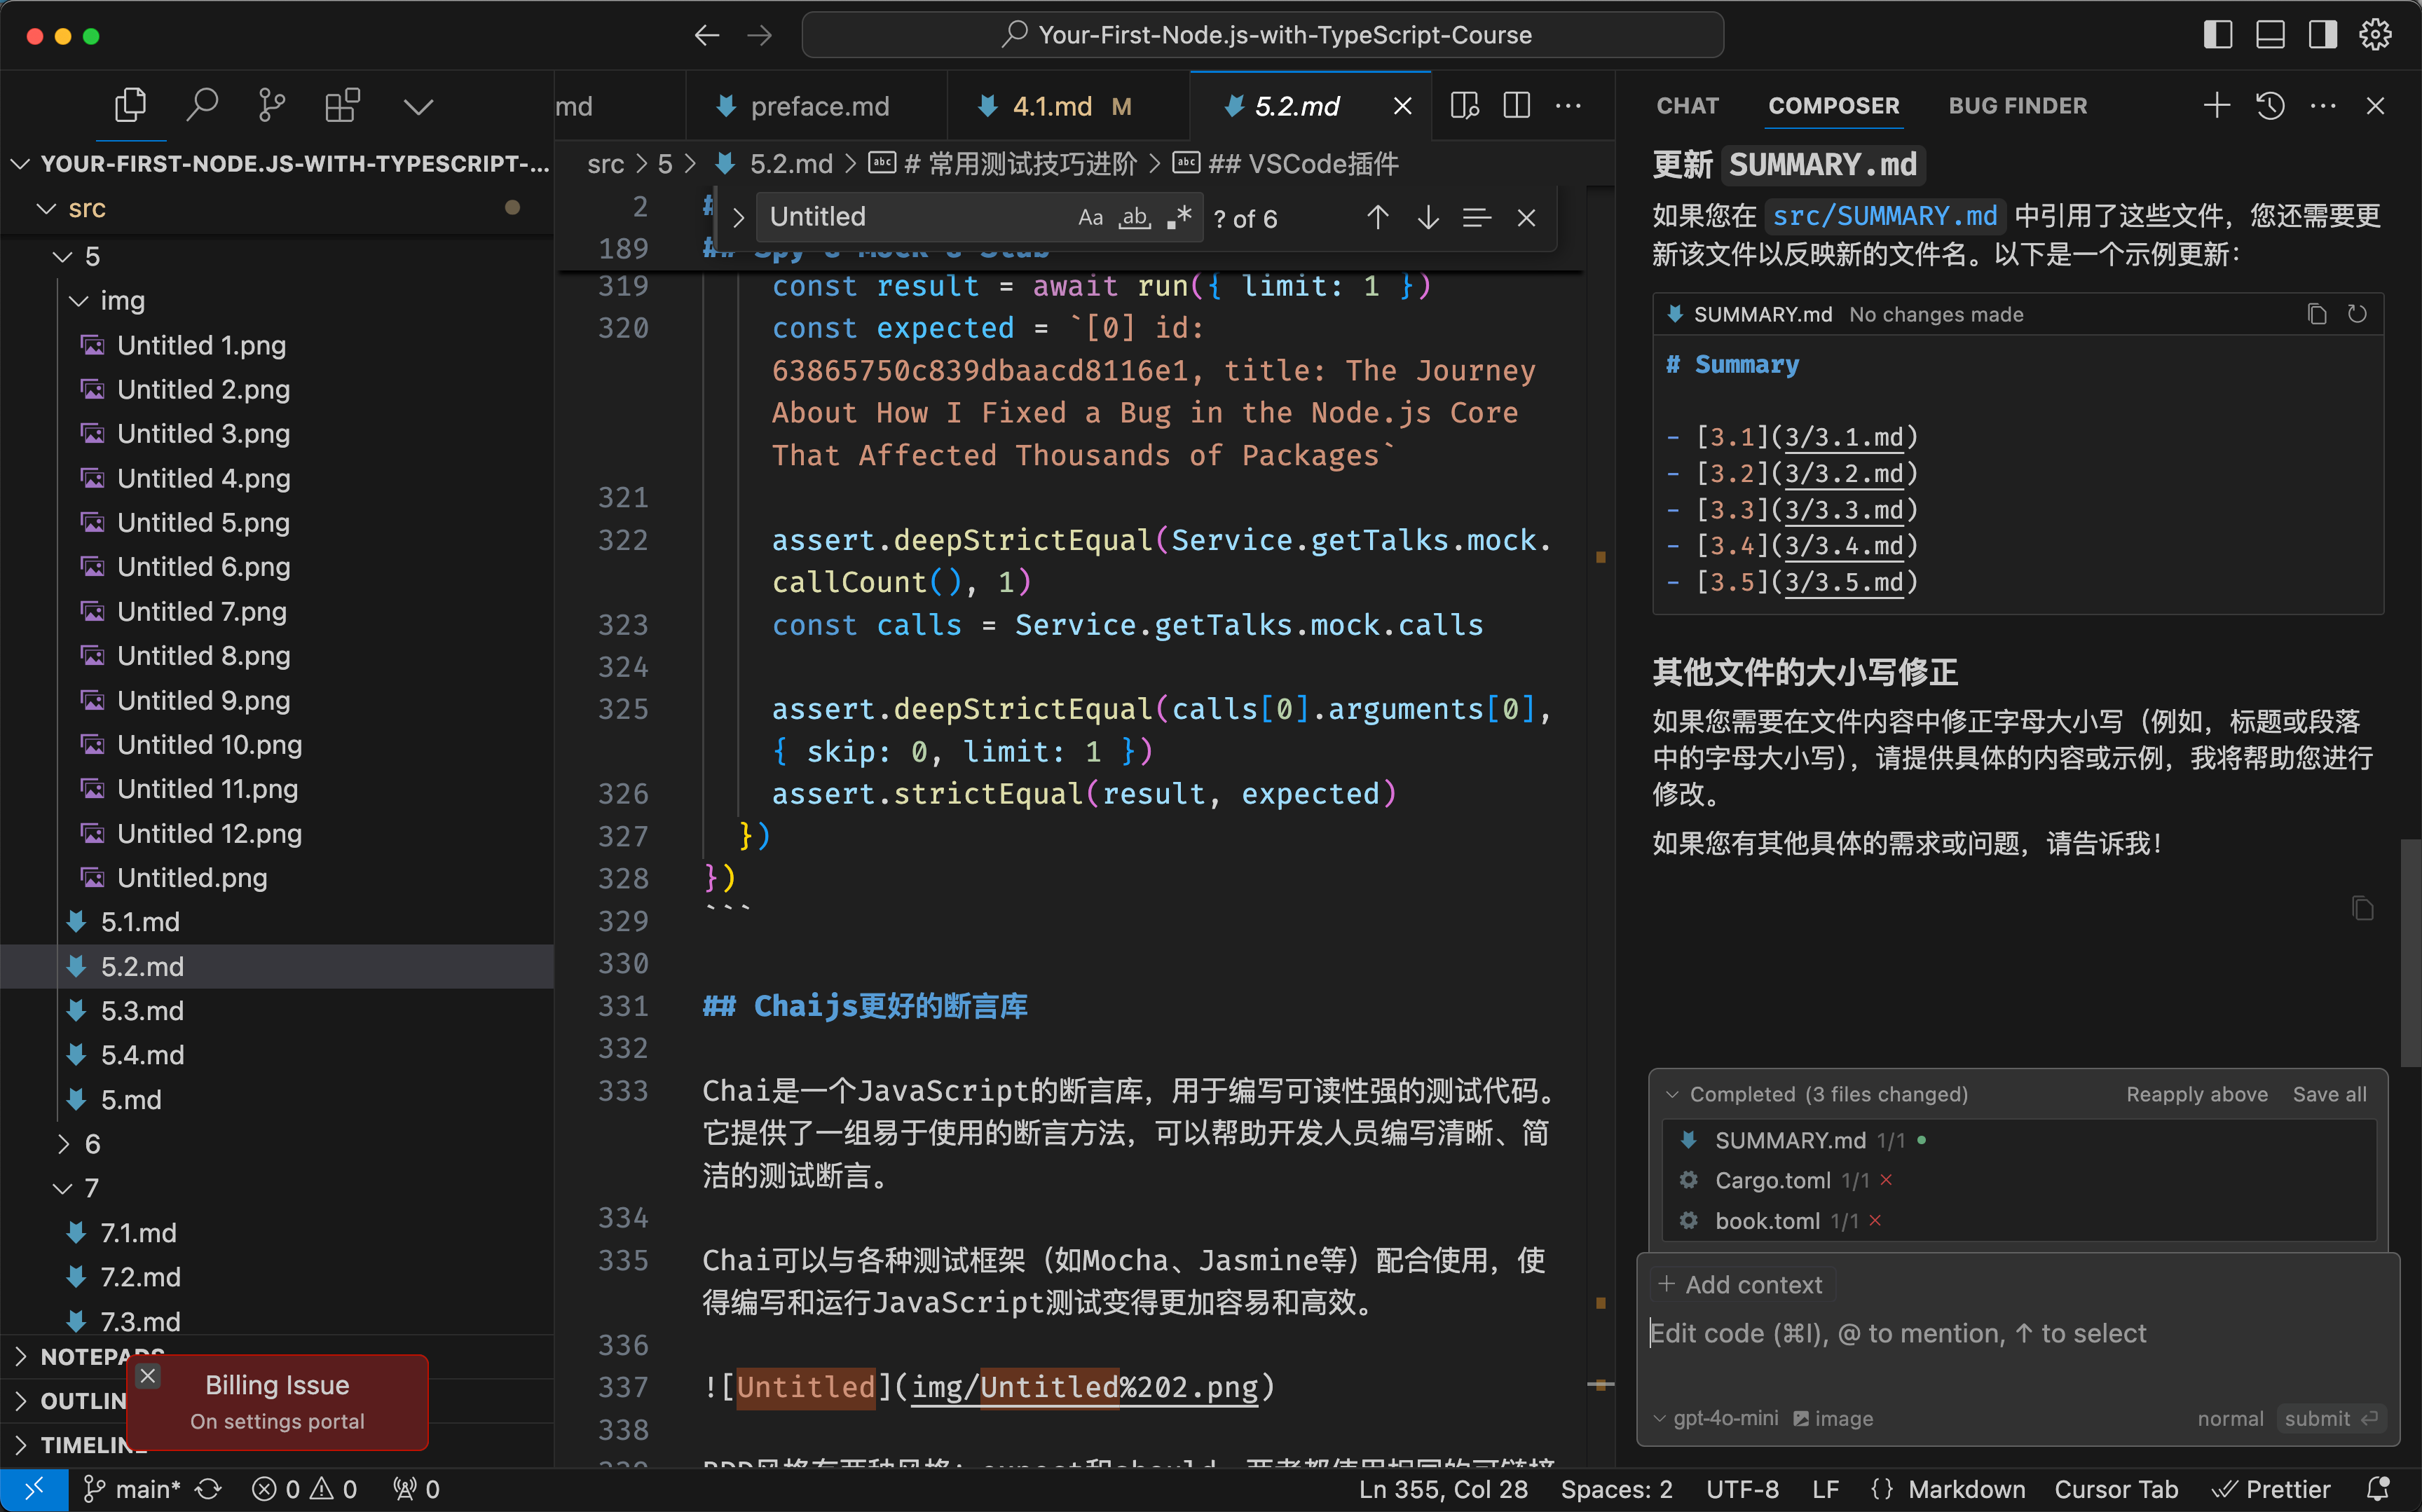 Your-First-Node.js-with-TypeScript-Course
YOUR-FIRST-NODE.JS-WITH-TYPESCRIPT-...
src
5
img
Untitled 1.png
Untitled 2.png
Untitled 3.png
Untitled 4.png
Untitled 5.png
Untitled 6.png
Untitled 7.png
Untitled 8.png
Untitled 9.png
Untitled 10.png
Untitled 11.png
Untitled 12.png
Untitled.png
5.1.md
5.2.md
5.3.md
5.4.md
5.md
6
7
7.1.md
7.2.md
7.3.md
NOTEPADS
OUTLIN
TIMELINE
Billing Issue
On settings portal
md
preface.md
4.1.md M
5.2.md
src > 5 > 5.2.md > # 常用测试技巧进阶 > ## VSCode插件
Untitled Aa ab .* ? of 6
2 #
189 ## Spy & Mock & Stub
319 const result = await run({ limit: 1 })
320 const expected = `[0] id:
63865750c839dbaacd8116e1, title: The Journey
About How I Fixed a Bug in the Node.js Core
That Affected Thousands of Packages`
321
322 assert.deepStrictEqual(Service.getTalks.mock.
callCount(), 1)
323 const calls = Service.getTalks.mock.calls
324
325 assert.deepStrictEqual(calls[0].arguments[0],
{ skip: 0, limit: 1 })
326 assert.strictEqual(result, expected)
327 })
328 })
329 ```
330
331 ## Chaijs更好的断言库
332
333 Chai是一个JavaScript的断言库，用于编写可读性强的测试代码。
它提供了一组易于使用的断言方法，可以帮助开发人员编写清晰、简
洁的测试断言。
334
335 Chai可以与各种测试框架（如Mocha、Jasmine等）配合使用，使
得编写和运行JavaScript测试变得更加容易和高效。
336
337 ![Untitled](img/Untitled%202.png)
338
CHAT COMPOSER BUG FINDER
更新 SUMMARY.md
如果您在 src/SUMMARY.md 中引用了这些文件，您还需要更
新该文件以反映新的文件名。以下是一个示例更新：
SUMMARY.md No changes made
# Summary
- [3.1](3/3.1.md)
- [3.2](3/3.2.md)
- [3.3](3/3.3.md)
- [3.4](3/3.4.md)
- [3.5](3/3.5.md)
其他文件的大小写修正
如果您需要在文件内容中修正字母大小写（例如，标题或段落
中的字母大小写），请提供具体的内容或示例，我将帮助您进行
修改。
如果您有其他具体的需求或问题，请告诉我！
Completed (3 files changed) Reapply above Save all
SUMMARY.md 1/1
Cargo.toml 1/1
book.toml 1/1
+ Add context
Edit code (⌘I), @ to mention, ↑ to select
gpt-4o-mini image normal submit
main* 0 0 0 Ln 355, Col 28 Spaces: 2 UTF-8 LF {} Markdown Cursor Tab Prettier